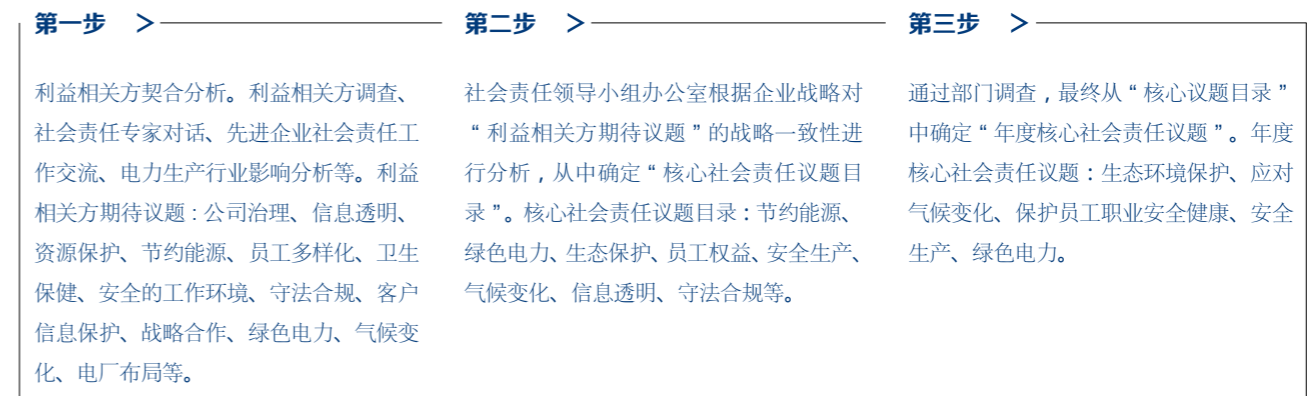 第一步 >
利益相关方契合分析。利益相关方调查、
社会责任专家对话、先进企业社会责任工
作交流、电力生产行业影响分析等。利益
相关方期待议题：公司治理、信息透明、
资源保护、节约能源、员工多样化、卫生
保健、安全的工作环境、守法合规、客户
信息保护、战略合作、绿色电力、气候变
化、电厂布局等。
第二步 >
社会责任领导小组办公室根据企业战略对
“利益相关方期待议题”的战略一致性进
行分析，从中确定“核心社会责任议题目
录”。核心社会责任议题目录：节约能源、
绿色电力、生态保护、员工权益、安全生产、
气候变化、信息透明、守法合规等。
第三步 >
通过部门调查，最终从“核心议题目录”
中确定“年度核心社会责任议题”。年度
核心社会责任议题：生态环境保护、应对
气候变化、保护员工职业安全健康、安全
生产、绿色电力。